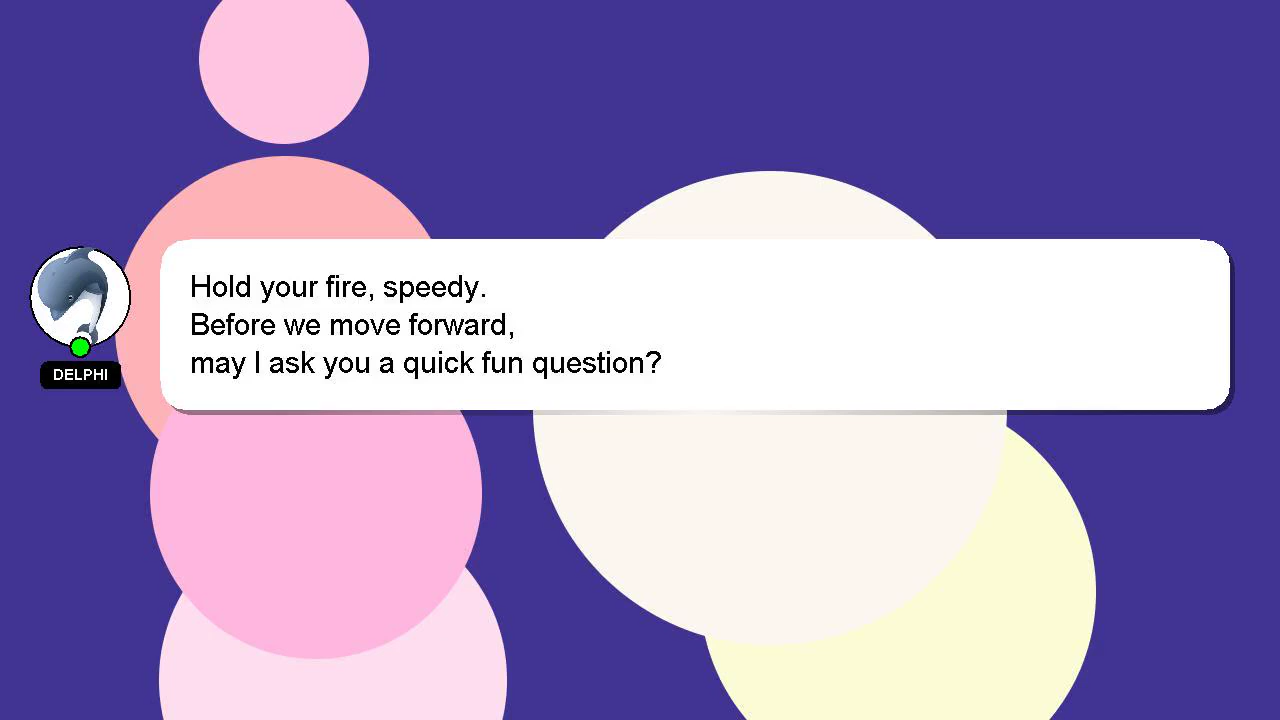 Hold your fire, speedy.
Before we move forward,
may I ask you a quick fun question?
DELPHI